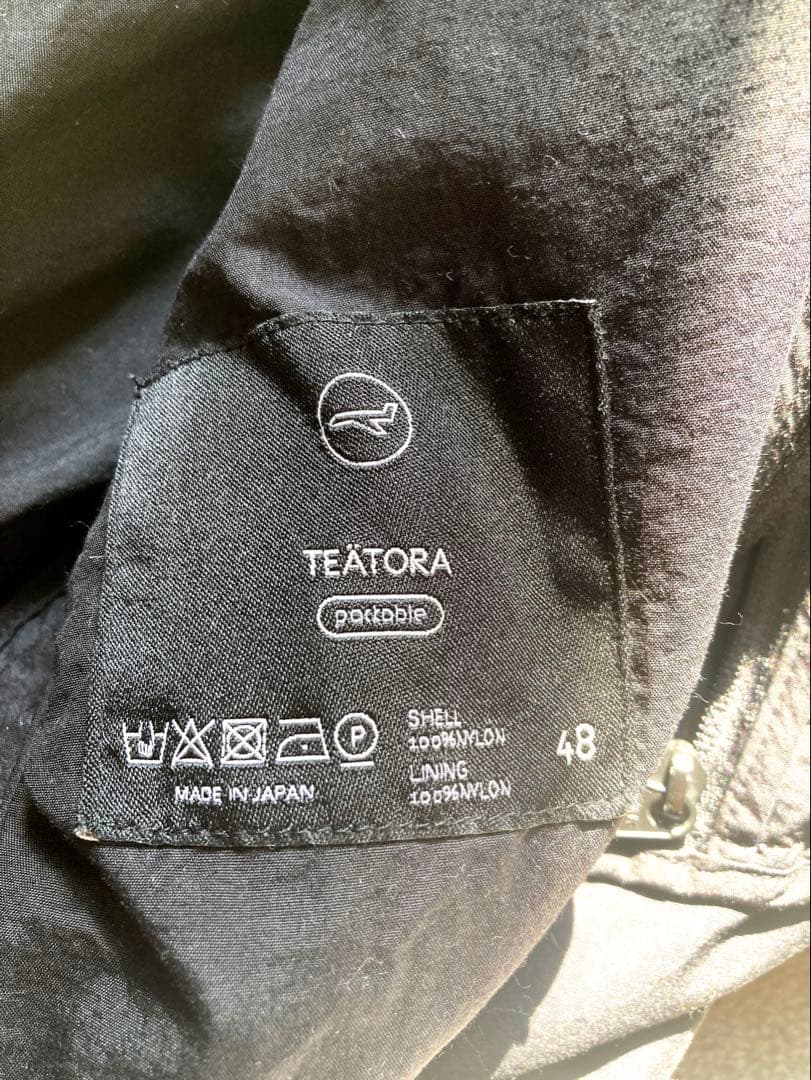 TEÄTORA
packable
P
SHELL
100%NYLON
LINING
100%NYLON
48
MADE IN JAPAN